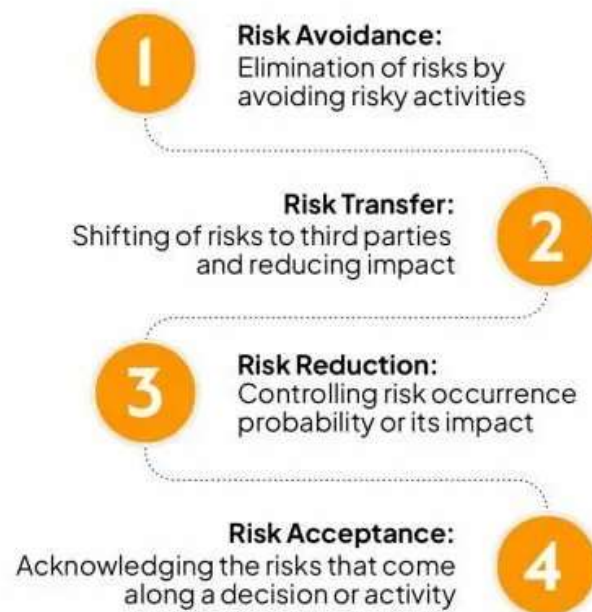 1
Risk Avoidance:
Elimination of risks by
avoiding risky activities
Risk Transfer:
Shifting of risks to third parties
and reducing impact
2
3
Risk Reduction:
Controlling risk occurrence
probability or its impact
Risk Acceptance:
Acknowledging the risks that come
along a decision or activity
4